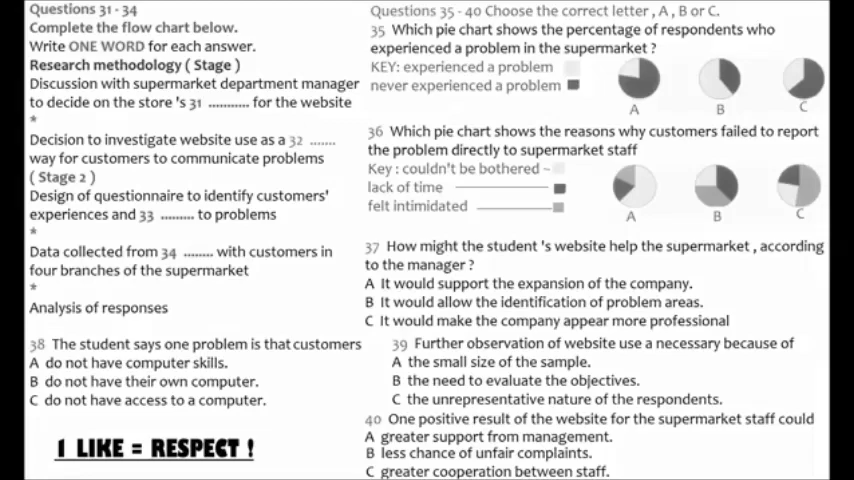 Questions 31 - 34
Complete the flow chart below.
Write ONE WORD for each answer.
Research methodology ( Stage )
Discussion with supermarket department manager
to decide on the store 's 31 ........... for the website
*
Decision to investigate website use as a 32 .......
way for customers to communicate problems
( Stage 2 )
Design of questionnaire to identify customers'
experiences and 33 ......... to problems
*
Data collected from 34 ........ with customers in
four branches of the supermarket
*
Analysis of responses
Questions 35 - 40 Choose the correct letter , A , B or C.
35 Which pie chart shows the percentage of respondents who
experienced a problem in the supermarket ?
KEY: experienced a problem
never experienced a problem
A B C
36 Which pie chart shows the reasons why customers failed to report
the problem directly to supermarket staff
Key : couldn't be bothered ~
lack of time
felt intimidated
A B C
37 How might the student 's website help the supermarket , according
to the manager ?
A It would support the expansion of the company.
B It would allow the identification of problem areas.
C It would make the company appear more professional
38 The student says one problem is that customers
A do not have computer skills.
B do not have their own computer.
C do not have access to a computer.
39 Further observation of website use a necessary because of
A the small size of the sample.
B the need to evaluate the objectives.
C the unrepresentative nature of the respondents.
40 One positive result of the website for the supermarket staff could
A greater support from management.
B less chance of unfair complaints.
C greater cooperation between staff.
1 LIKE = RESPECT !